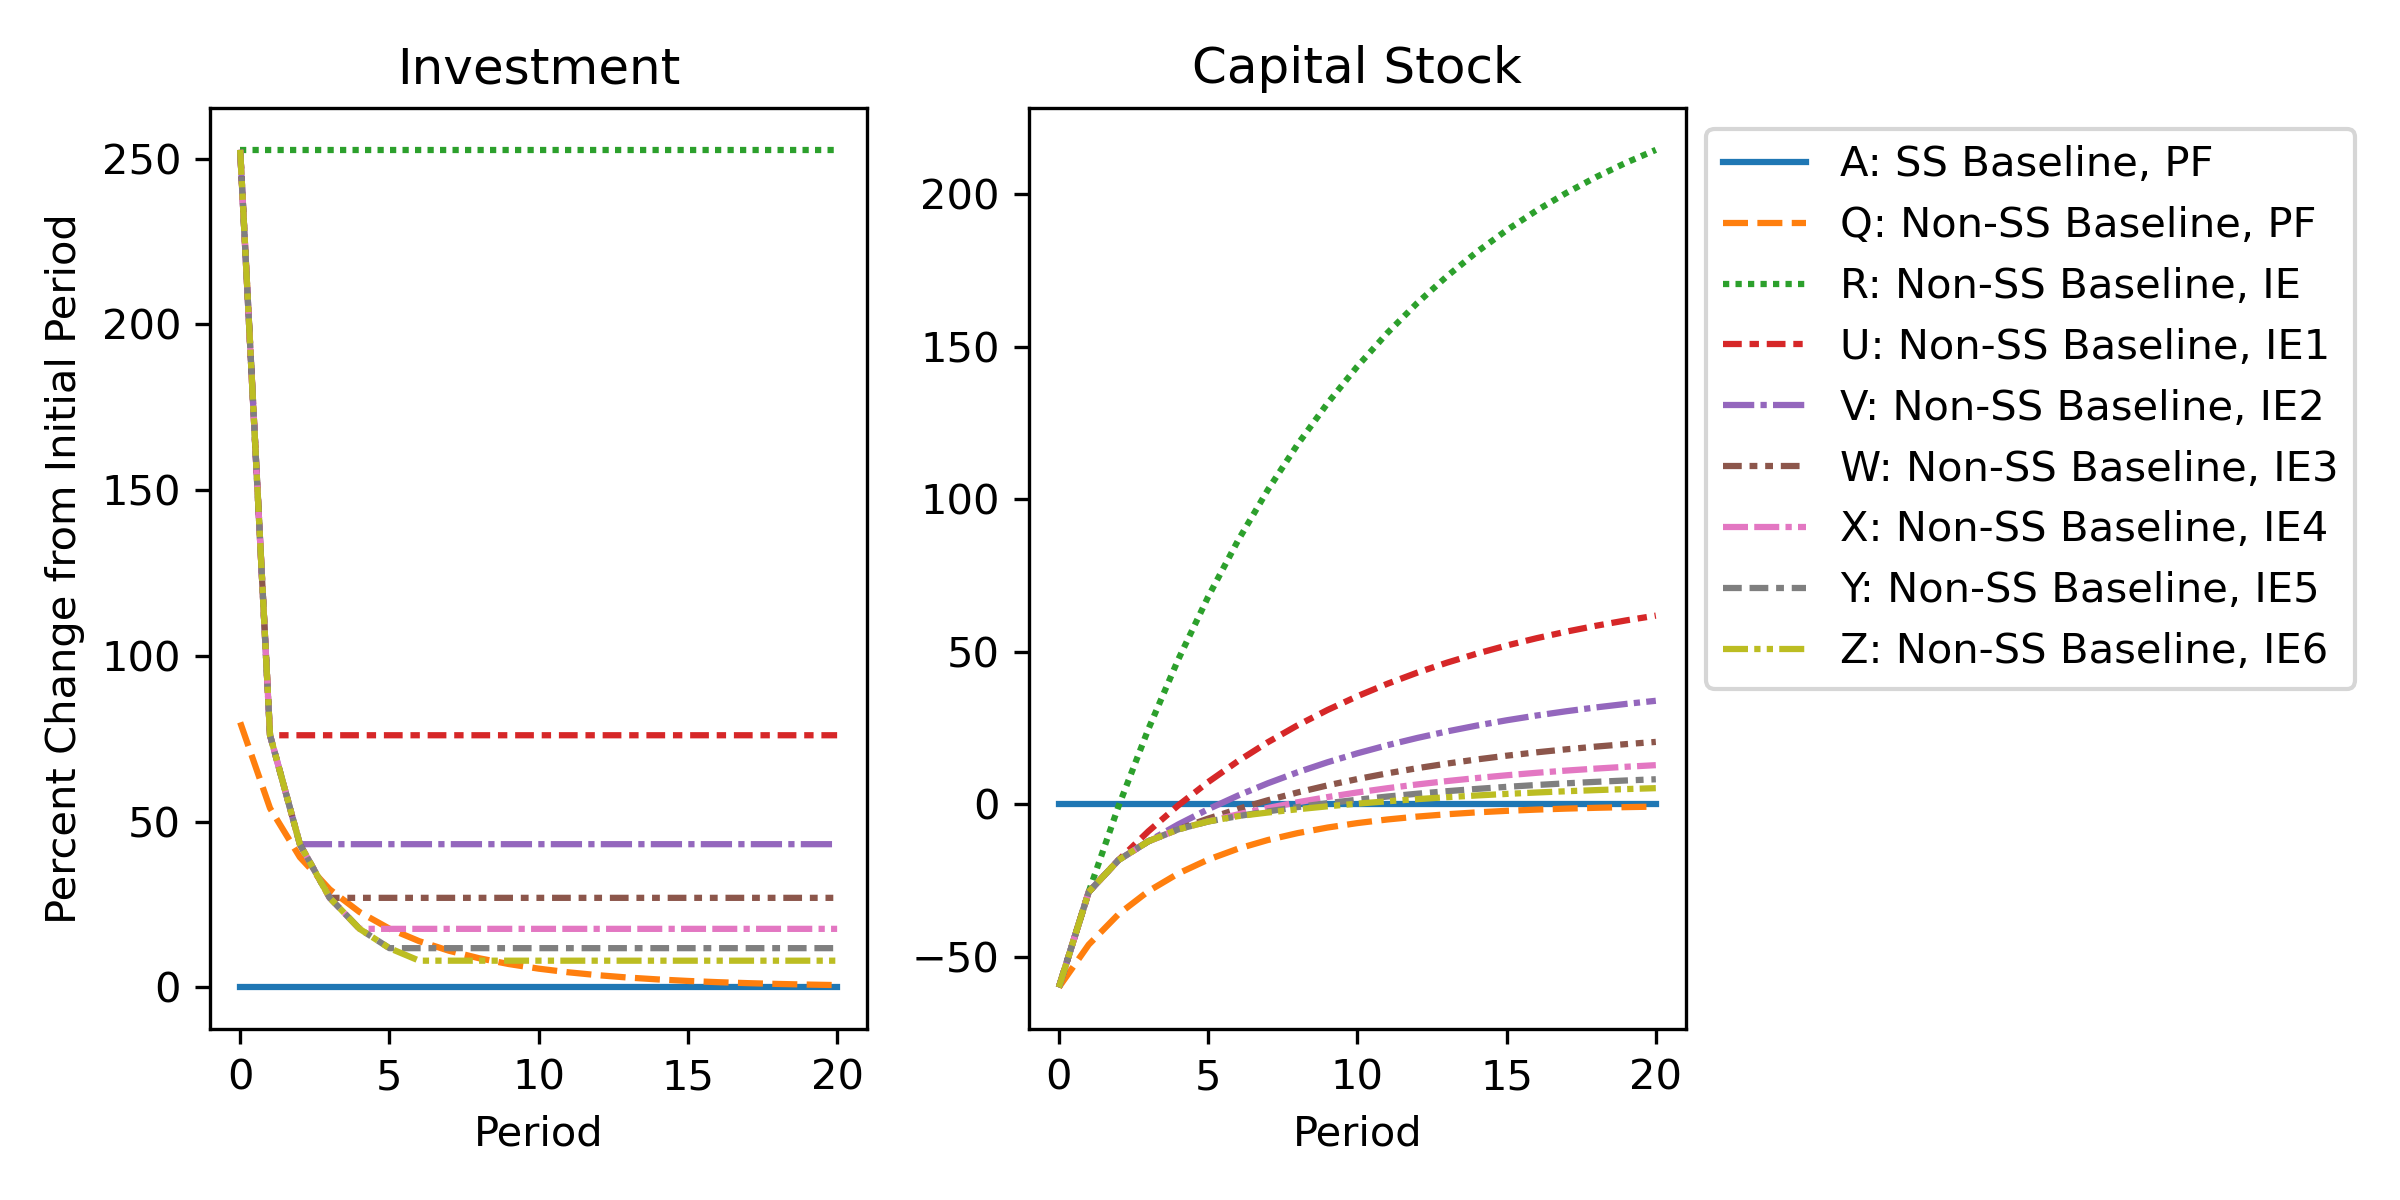 Investment
Capital Stock
Percent Change from Initial Period
250
200
150
100
50
0
0
5
10
15
20
Period
200
150
100
50
0
−50
0
5
10
15
20
Period
A: SS Baseline, PF
Q: Non-SS Baseline, PF
R: Non-SS Baseline, IE
U: Non-SS Baseline, IE1
V: Non-SS Baseline, IE2
W: Non-SS Baseline, IE3
X: Non-SS Baseline, IE4
Y: Non-SS Baseline, IE5
Z: Non-SS Baseline, IE6